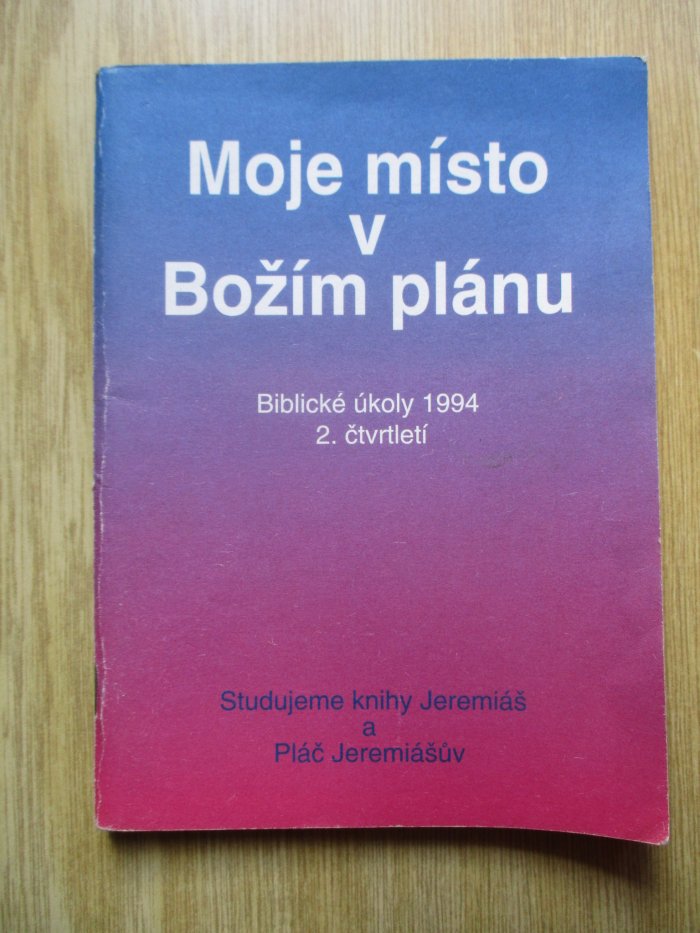 Moje místo
v
Božím plánu
Biblické úkoly 1994
2. čtvrtletí
Studujeme knihy Jeremiáš
a
Pláč Jeremiášův